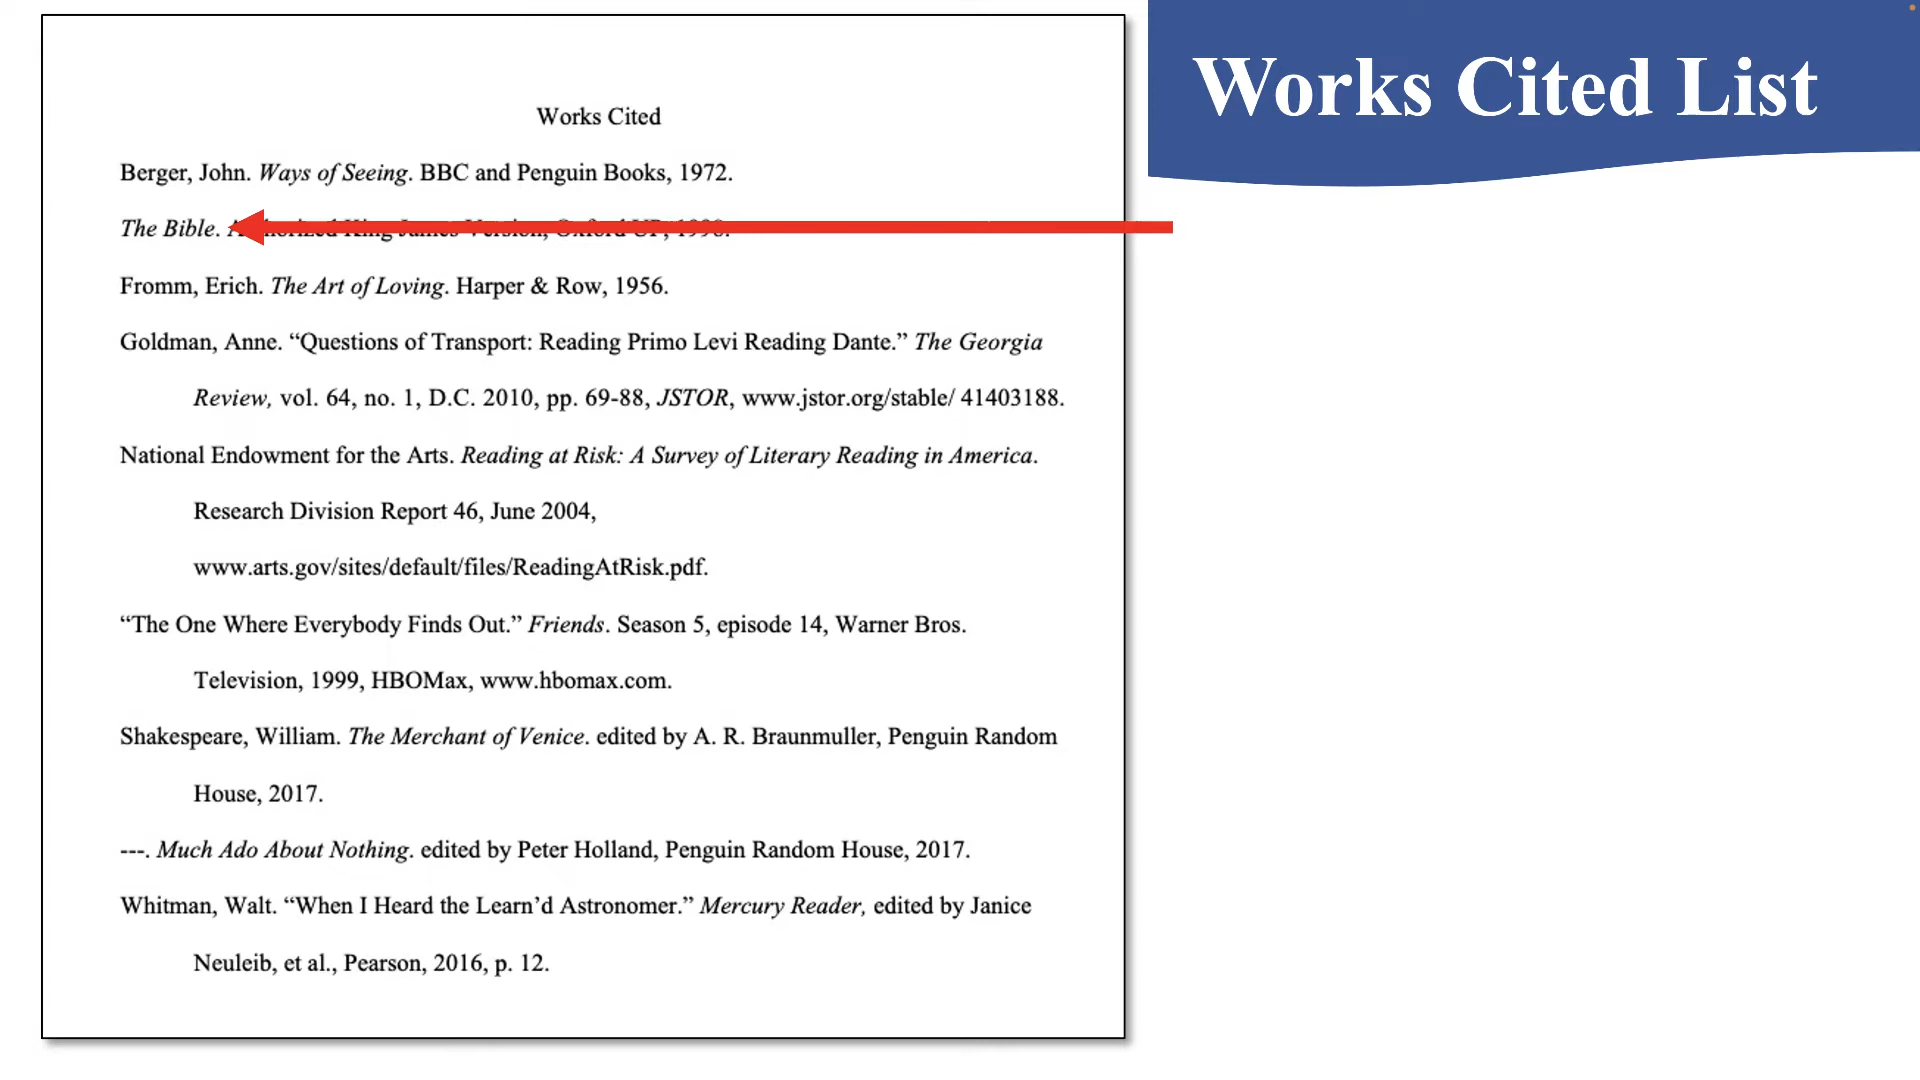 Works Cited List
Works Cited
Berger, John. Ways of Seeing. BBC and Penguin Books, 1972.
The Bible. Authorized King James Version, Oxford UP, 1998.
Fromm, Erich. The Art of Loving. Harper & Row, 1956.
Goldman, Anne. “Questions of Transport: Reading Primo Levi Reading Dante.” The Georgia
Review, vol. 64, no. 1, D.C. 2010, pp. 69-88, JSTOR, www.jstor.org/stable/ 41403188.
National Endowment for the Arts. Reading at Risk: A Survey of Literary Reading in America.
Research Division Report 46, June 2004,
www.arts.gov/sites/default/files/ReadingAtRisk.pdf.
“The One Where Everybody Finds Out.” Friends. Season 5, episode 14, Warner Bros.
Television, 1999, HBOMax, www.hbomax.com.
Shakespeare, William. The Merchant of Venice. edited by A. R. Braunmuller, Penguin Random
House, 2017.
---. Much Ado About Nothing. edited by Peter Holland, Penguin Random House, 2017.
Whitman, Walt. “When I Heard the Learn’d Astronomer.” Mercury Reader, edited by Janice
Neuleib, et al., Pearson, 2016, p. 12.